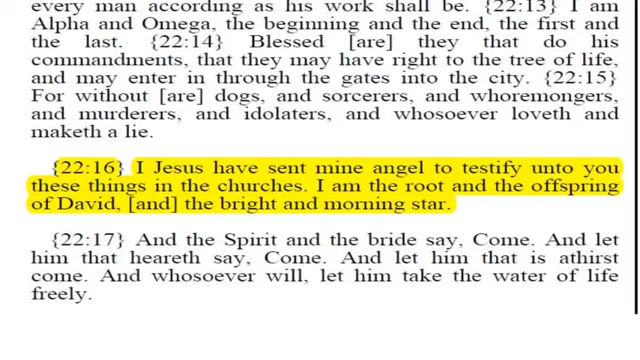 every man according as his work shall be. {22:13} I am
Alpha and Omega, the beginning and the end, the first and
the last. {22:14} Blessed [are] they that do his
commandments, that they may have right to the tree of life,
and may enter in through the gates into the city. {22:15}
For without [are] dogs, and sorcerers, and whoremongers,
and murderers, and idolaters, and whosoever loveth and
maketh a lie.
{22:16} I Jesus have sent mine angel to testify unto you
these things in the churches. I am the root and the offspring
of David, [and] the bright and morning star.
{22:17} And the Spirit and the bride say, Come. And let
him that heareth say, Come. And let him that is athirst
come. And whosoever will, let him take the water of life
freely.